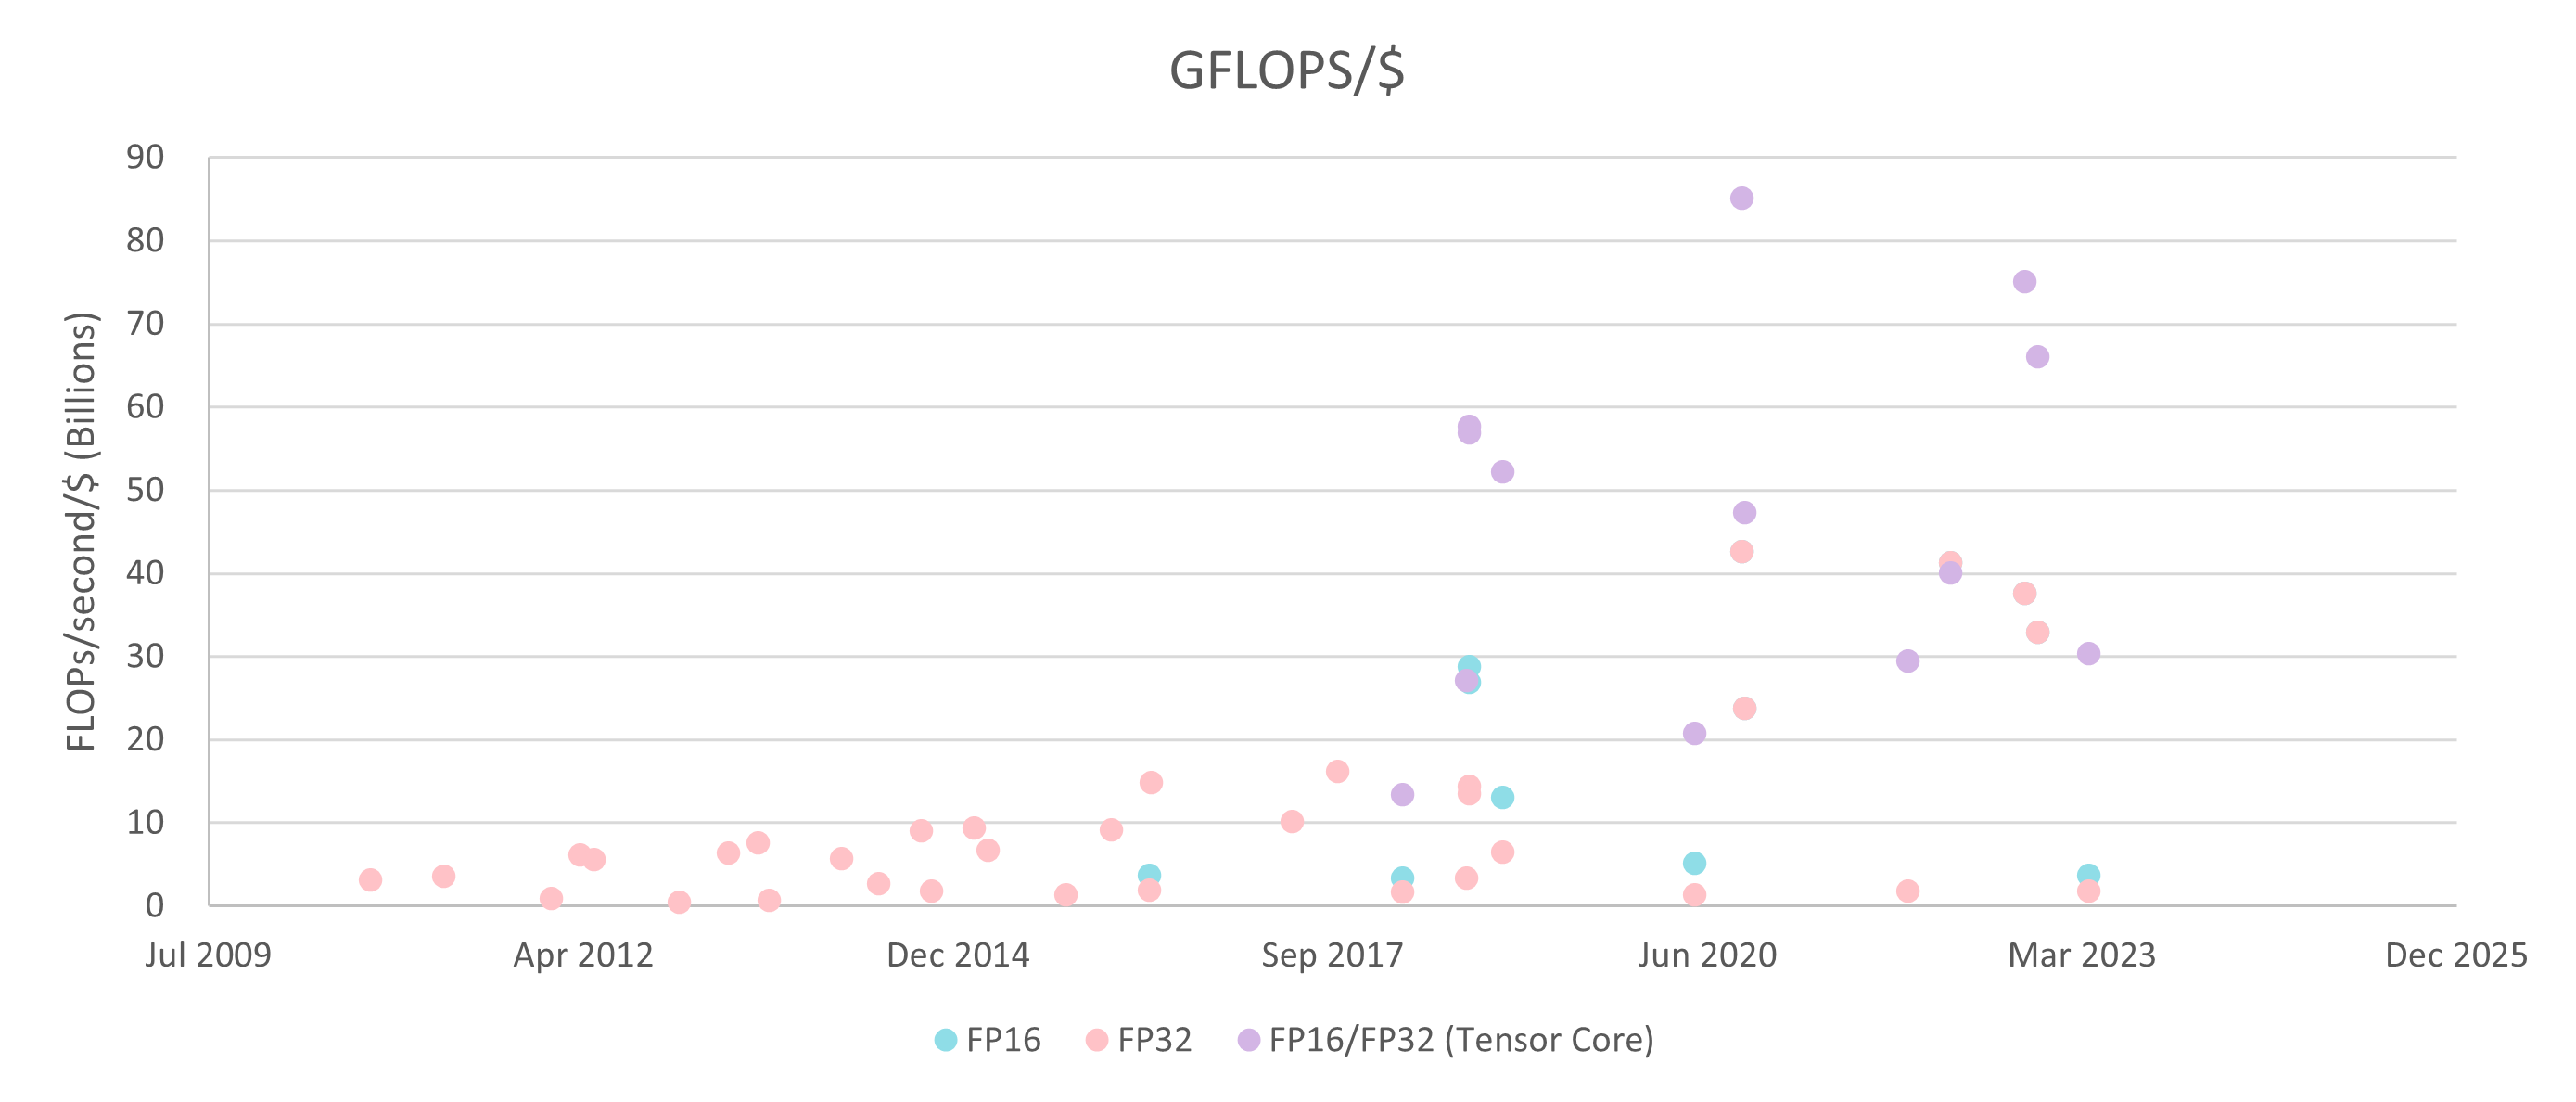 GFLOPS/$
FLOPs/second/$ (Billions)
90
80
70
60
50
40
30
20
10
0
Jul 2009 Apr 2012 Dec 2014 Sep 2017 Jun 2020 Mar 2023 Dec 2025
FP16 FP32 FP16/FP32 (Tensor Core)